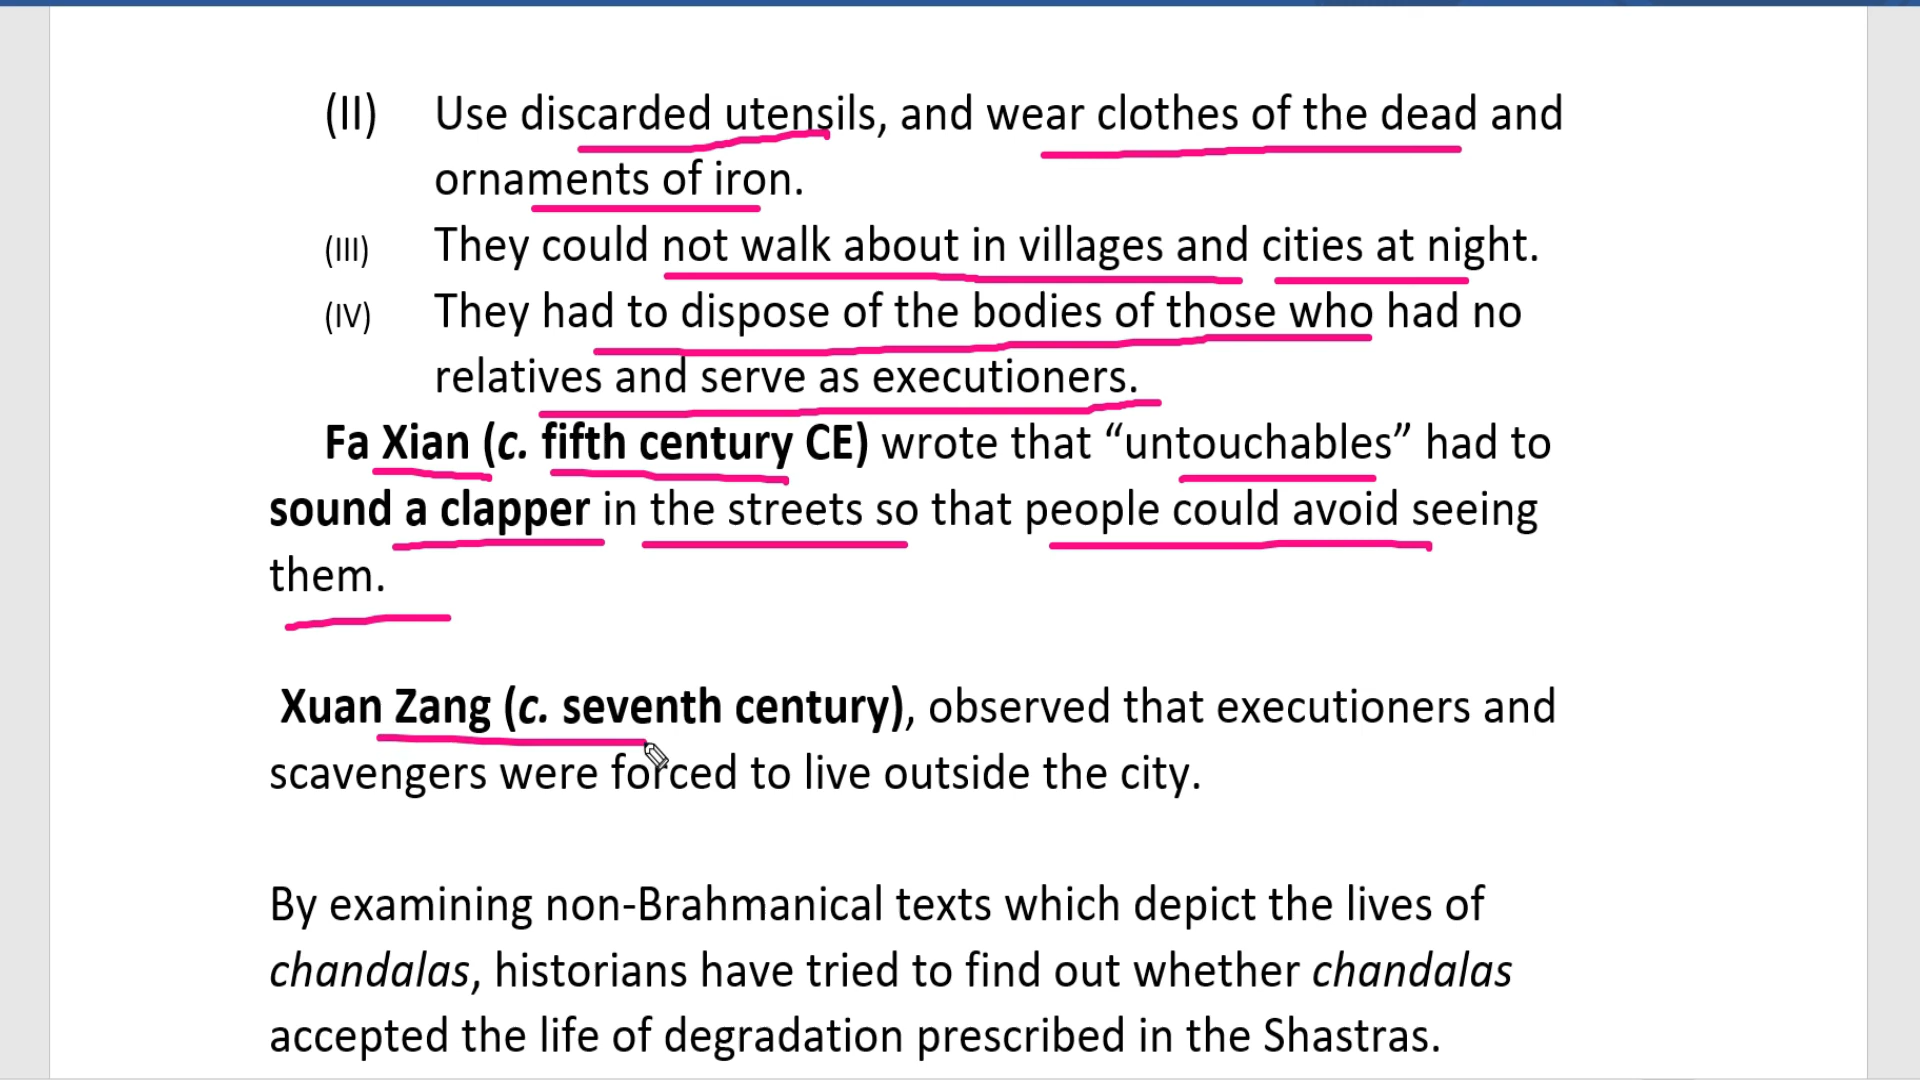 (II) Use discarded utensils, and wear clothes of the dead and
ornaments of iron.
(III) They could not walk about in villages and cities at night.
(IV) They had to dispose of the bodies of those who had no
relatives and serve as executioners.
Fa Xian (c. fifth century CE) wrote that “untouchables” had to
sound a clapper in the streets so that people could avoid seeing
them.
Xuan Zang (c. seventh century), observed that executioners and
scavengers were forced to live outside the city.
By examining non-Brahmanical texts which depict the lives of
chandalas, historians have tried to find out whether chandalas
accepted the life of degradation prescribed in the Shastras.